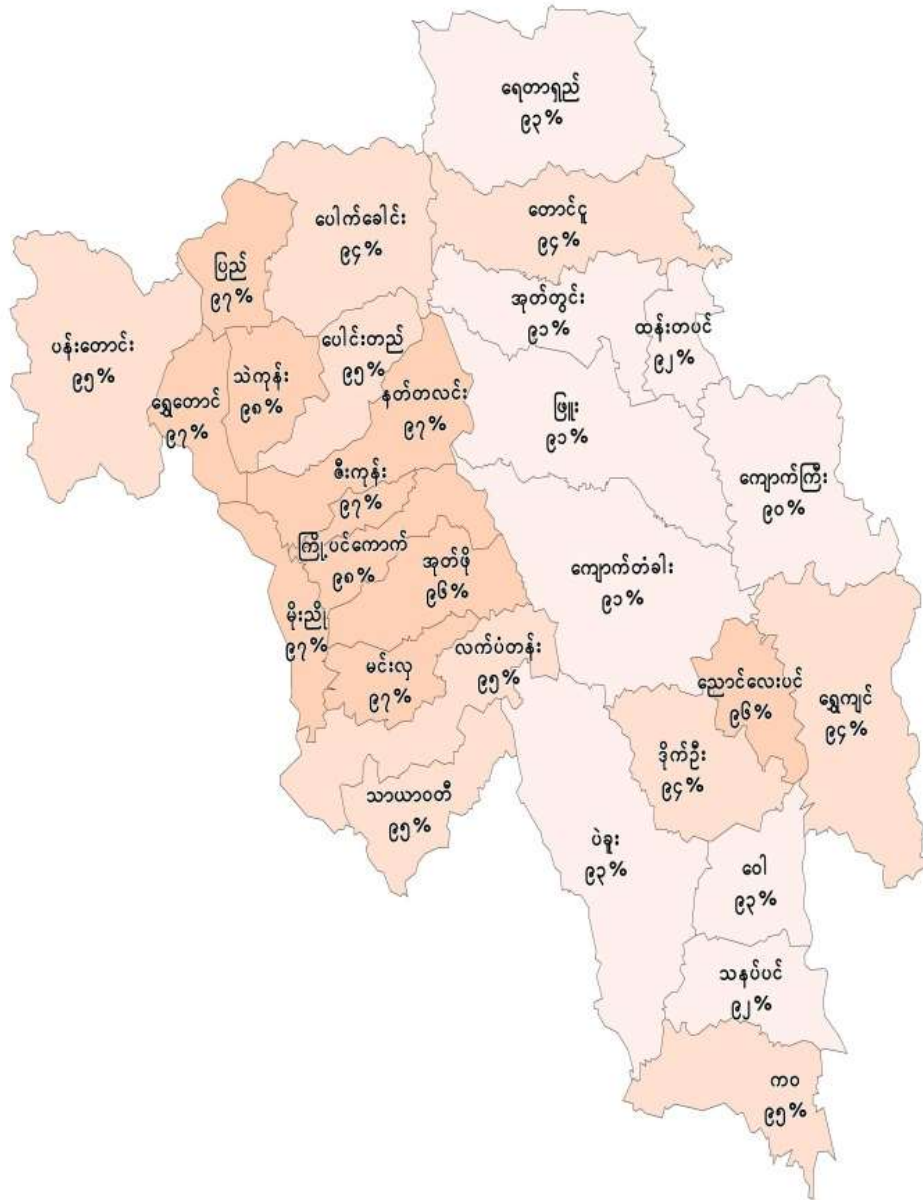 ရေတာရှည်
၉၃%
တောင်ငူ
၉၄%
ပေါက်ခေါင်း
၉၄%
ပြည်
၉၇%
အုတ်တွင်း
၉၁%
ထန်းတပင်
၉၂%
ပန်းတောင်း
၉၅%
ပေါင်းတည်
၉၅%
သဲကုန်း
၉၈%
နတ်တလင်း
၉၇%
ရွှေတောင်
၉၇%
ဖြူး
၉၁%
ဇီးကုန်း
၉၇%
ကျောက်ကြီး
၉၀%
ကြို့ပင်ကောက်
၉၈%
အုတ်ဖို
၉၆%
ကျောက်တံခါး
၉၁%
မိုးညို
၉၇%
မင်းလှ
၉၇%
လက်ပံတန်း
၉၅%
ညောင်လေးပင်
၉၆%
ရွှေကျင်
၉၄%
ဒိုက်ဦး
၉၄%
သာယာဝတီ
၉၅%
ပဲခူး
၉၃%
ဝေါ
၉၃%
သနပ်ပင်
၉၂%
ကဝ
၉၅%